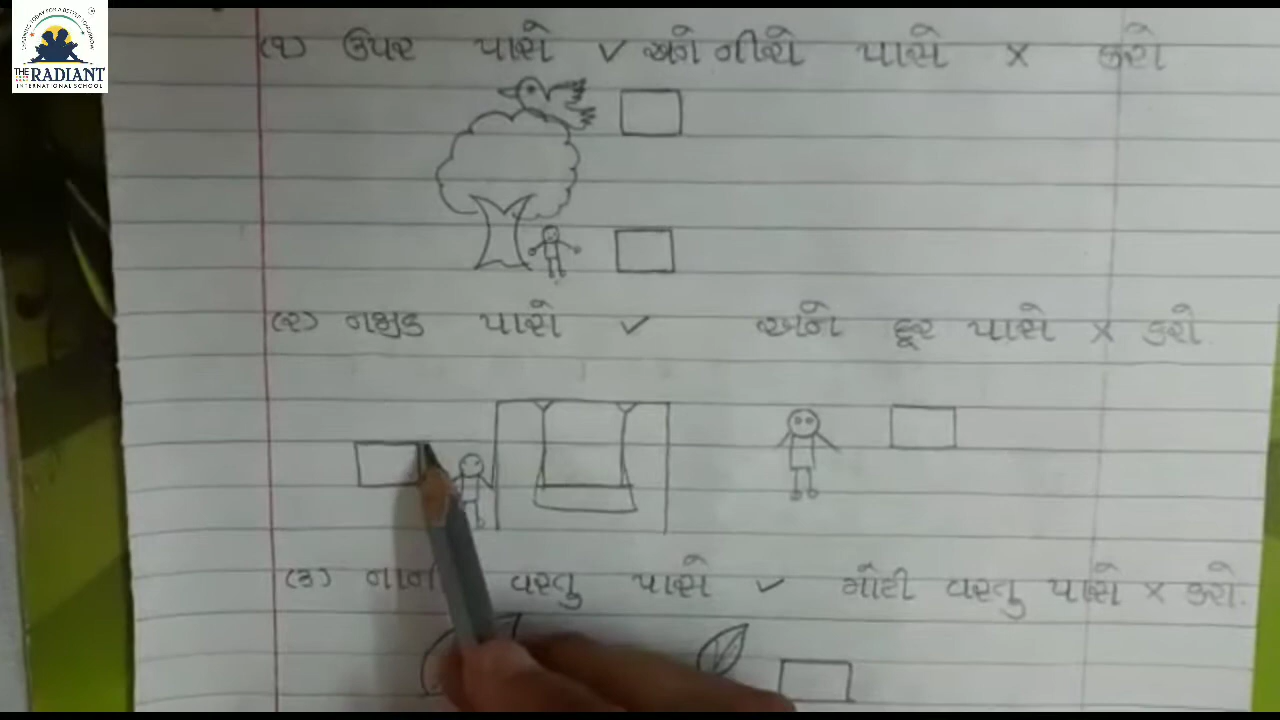 THE RADIANT
INTERNATIONAL SCHOOL
(૧) ઉપર પાસે ✓ અને નીચે પાસે × કરો
(૨) નજીક પાસે ✓ અને દૂર પાસે × કરો.
(૩) વસ્તુ પાસે ✓ મોટી વસ્તુ પાસે × કરો.